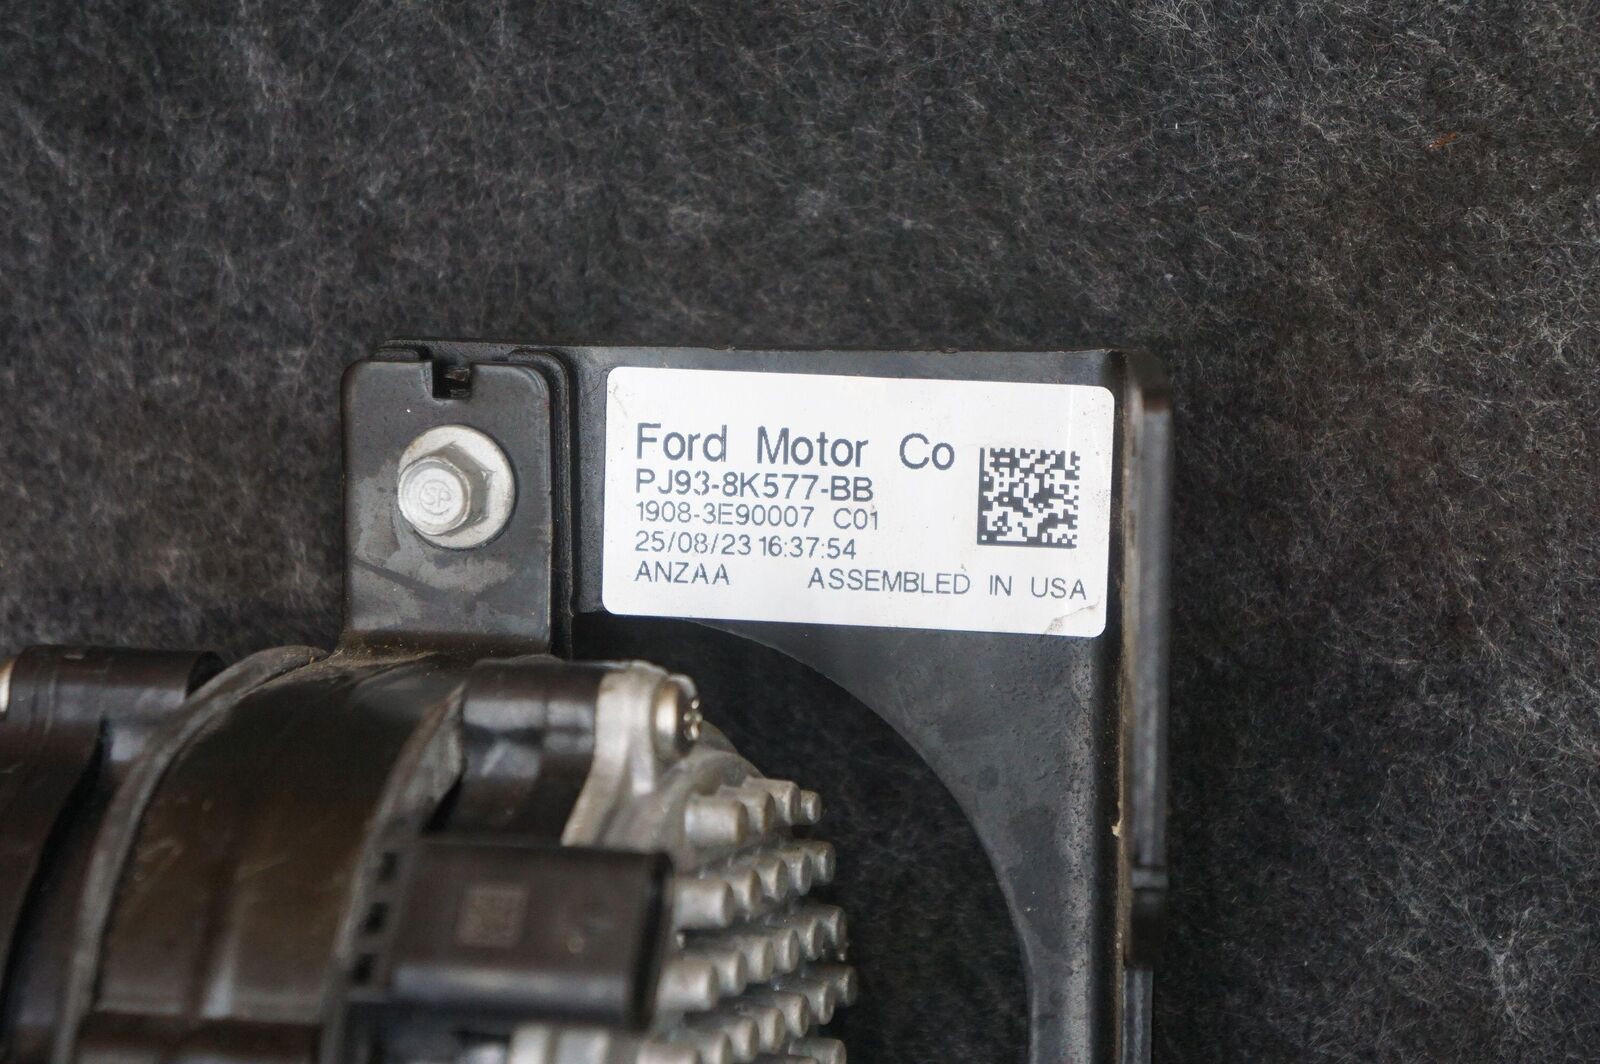 Ford Motor Co
PJ93-8K577-BB
1908-3E90007 C01
25/08/23 16:37:54
ANZAA ASSEMBLED IN USA
SP